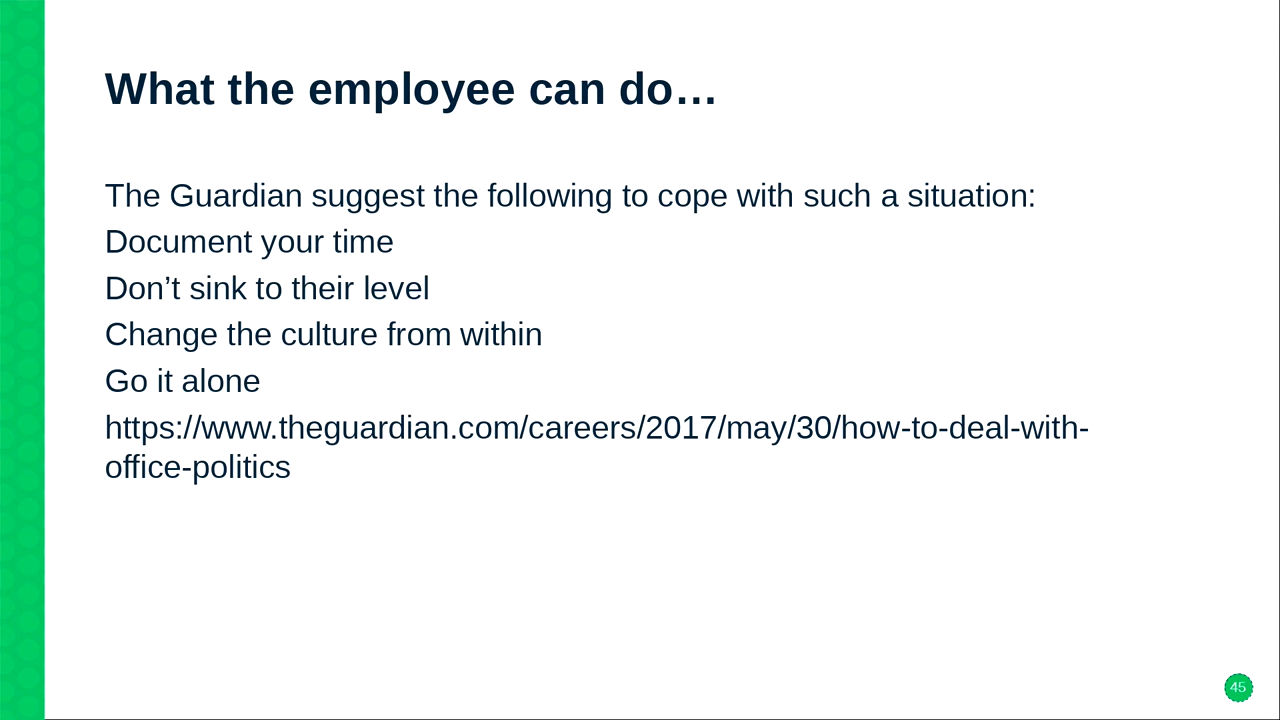 What the employee can do…
The Guardian suggest the following to cope with such a situation:
Document your time
Don’t sink to their level
Change the culture from within
Go it alone
https://www.theguardian.com/careers/2017/may/30/how-to-deal-with-
office-politics
45